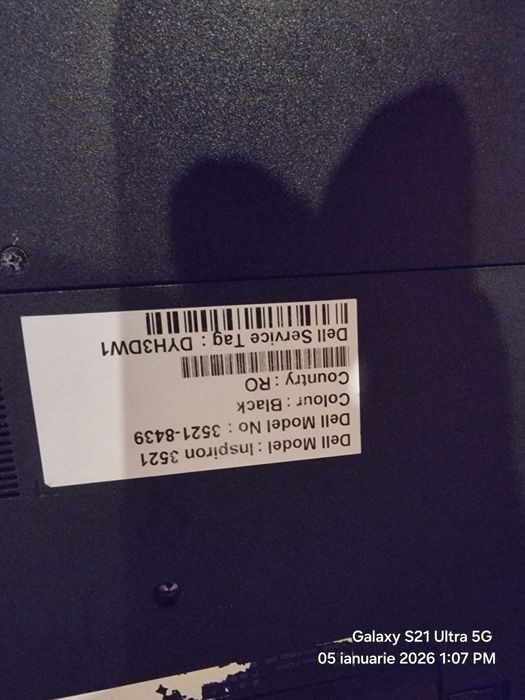 Dell Model : Inspiron 3521
Dell Model No : 3521-8439
Colour : Black
Country : RO
Dell Service Tag : DYH3DW1
Galaxy S21 Ultra 5G
05 ianuarie 2026 1:07 PM